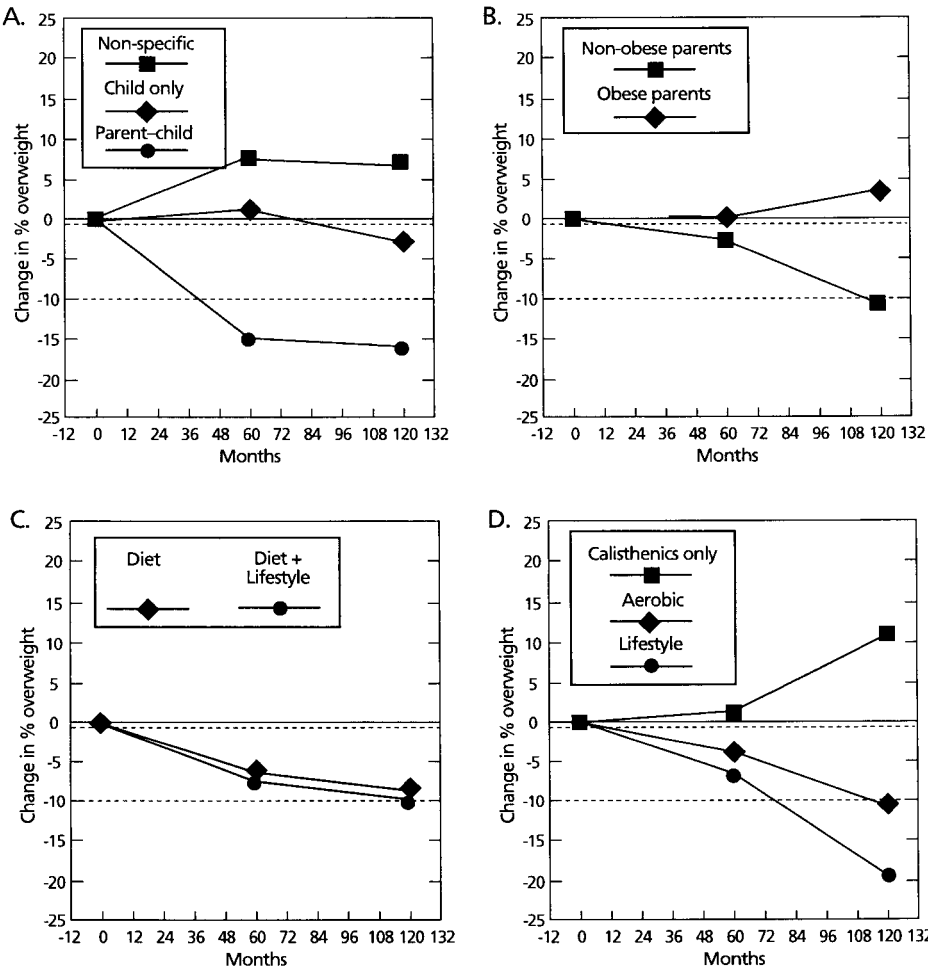 A.
Change in % overweight
25
20
15
10
5
0
-5
-10
-15
-20
-25
Non-specific
Child only
Parent–child
-12 0 12 24 36 48 60 72 84 96 108 120 132
Months
B.
Change in % overweight
25
20
15
10
5
0
-5
-10
-15
-20
-25
Non-obese parents
Obese parents
-12 0 12 24 36 48 60 72 84 96 108 120 132
Months
C.
Change in % overweight
25
20
15
10
5
0
-5
-10
-15
-20
-25
Diet
Diet +
Lifestyle
-12 0 12 24 36 48 60 72 84 96 108 120 132
Months
D.
Change in % overweight
25
20
15
10
5
0
-5
-10
-15
-20
-25
Calisthenics only
Aerobic
Lifestyle
-12 0 12 24 36 48 60 72 84 96 108 120 132
Months